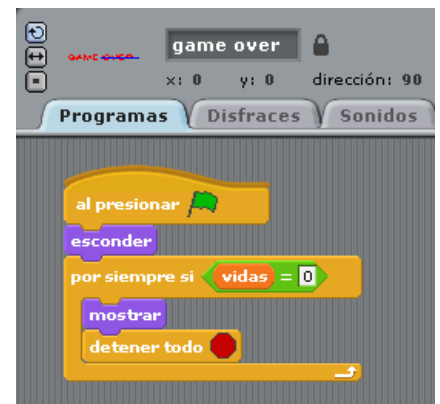 GAME OVER
game over
x: 0 y: 0 dirección: 90
Programas Disfraces Sonidos
al presionar
esconder
por siempre si vidas = 0
mostrar
detener todo